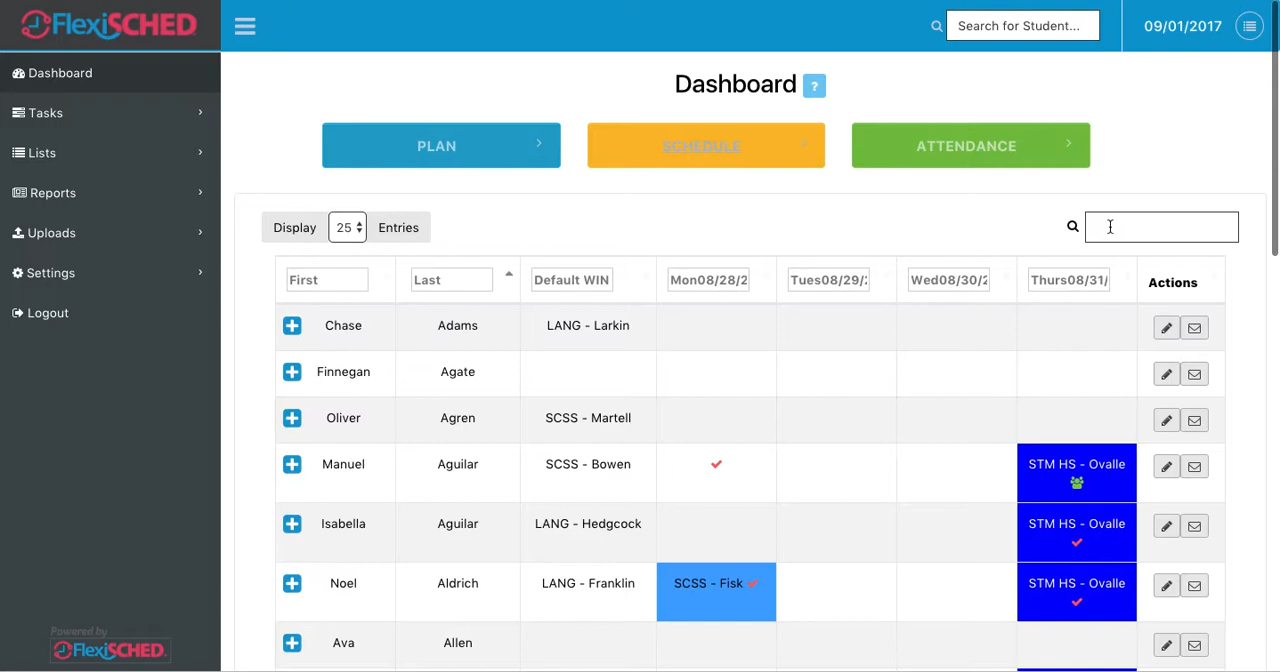 FlexiSCHED
Search for Student...
09/01/2017
Dashboard
Tasks
Lists
Reports
Uploads
Settings
Logout
Powered by
FlexiSCHED
Dashboard ?
PLAN
SCHEDULE
ATTENDANCE
Display 25 Entries
First Last Default WIN Mon08/28/2 Tues08/29/ Wed08/30/2 Thurs08/31/ Actions
Chase Adams LANG - Larkin
Finnegan Agate
Oliver Agren SCSS - Martell
Manuel Aguilar SCSS - Bowen STM HS - Ovalle
Isabella Aguilar LANG - Hedgcock STM HS - Ovalle
Noel Aldrich LANG - Franklin SCSS - Fisk STM HS - Ovalle
Ava Allen